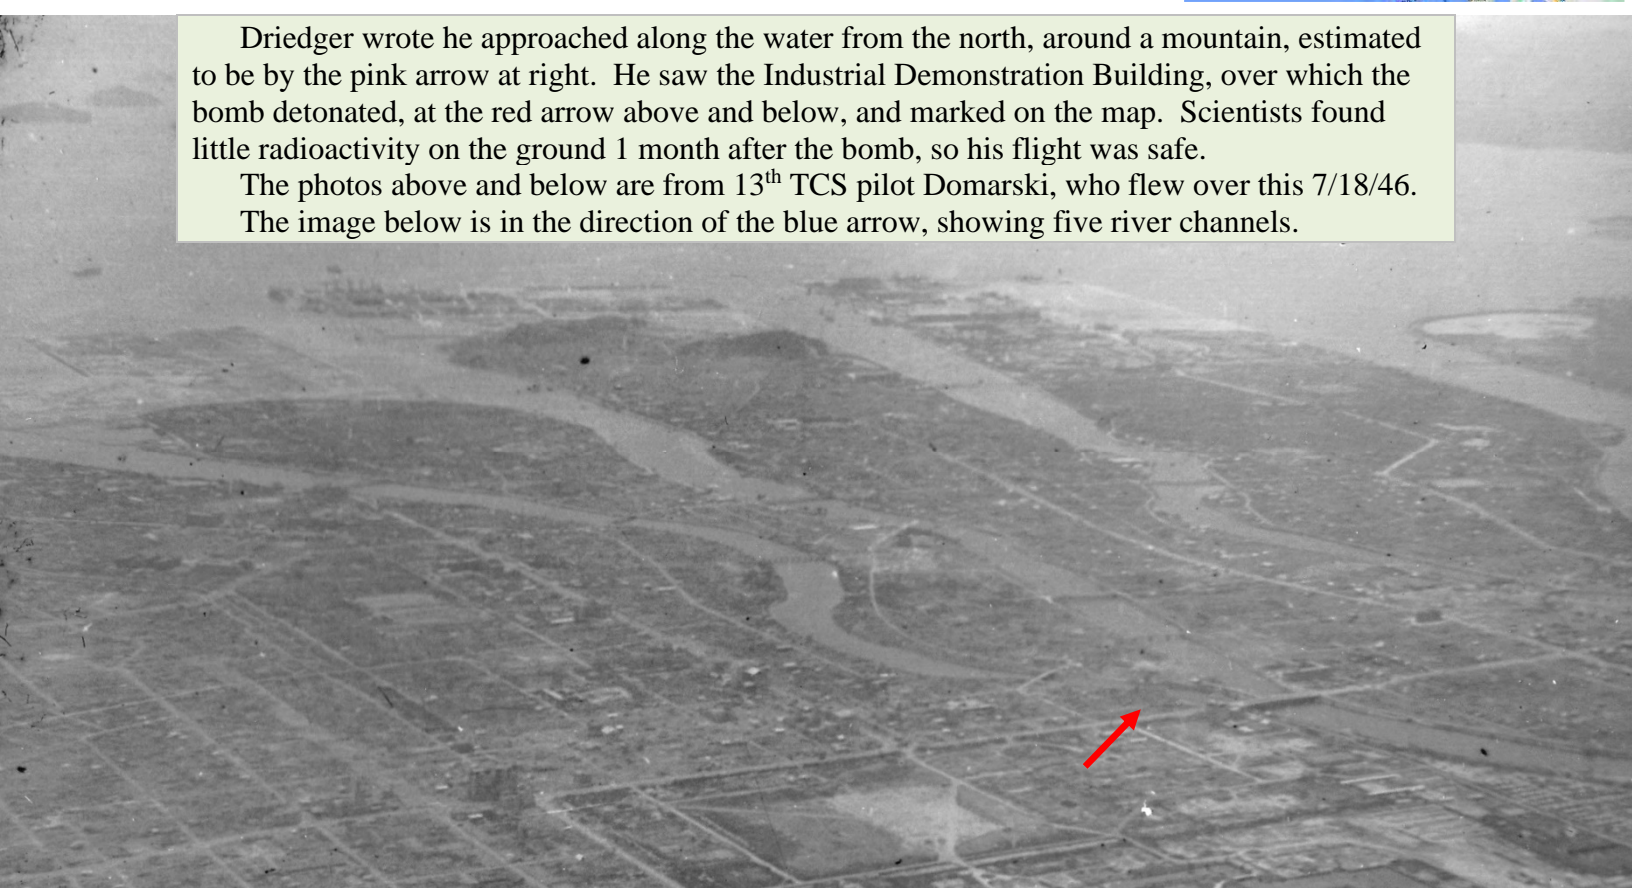 Driedger wrote he approached along the water from the north, around a mountain, estimated
to be by the pink arrow at right. He saw the Industrial Demonstration Building, over which the
bomb detonated, at the red arrow above and below, and marked on the map. Scientists found
little radioactivity on the ground 1 month after the bomb, so his flight was safe.
The photos above and below are from 13th TCS pilot Domarski, who flew over this 7/18/46.
The image below is in the direction of the blue arrow, showing five river channels.